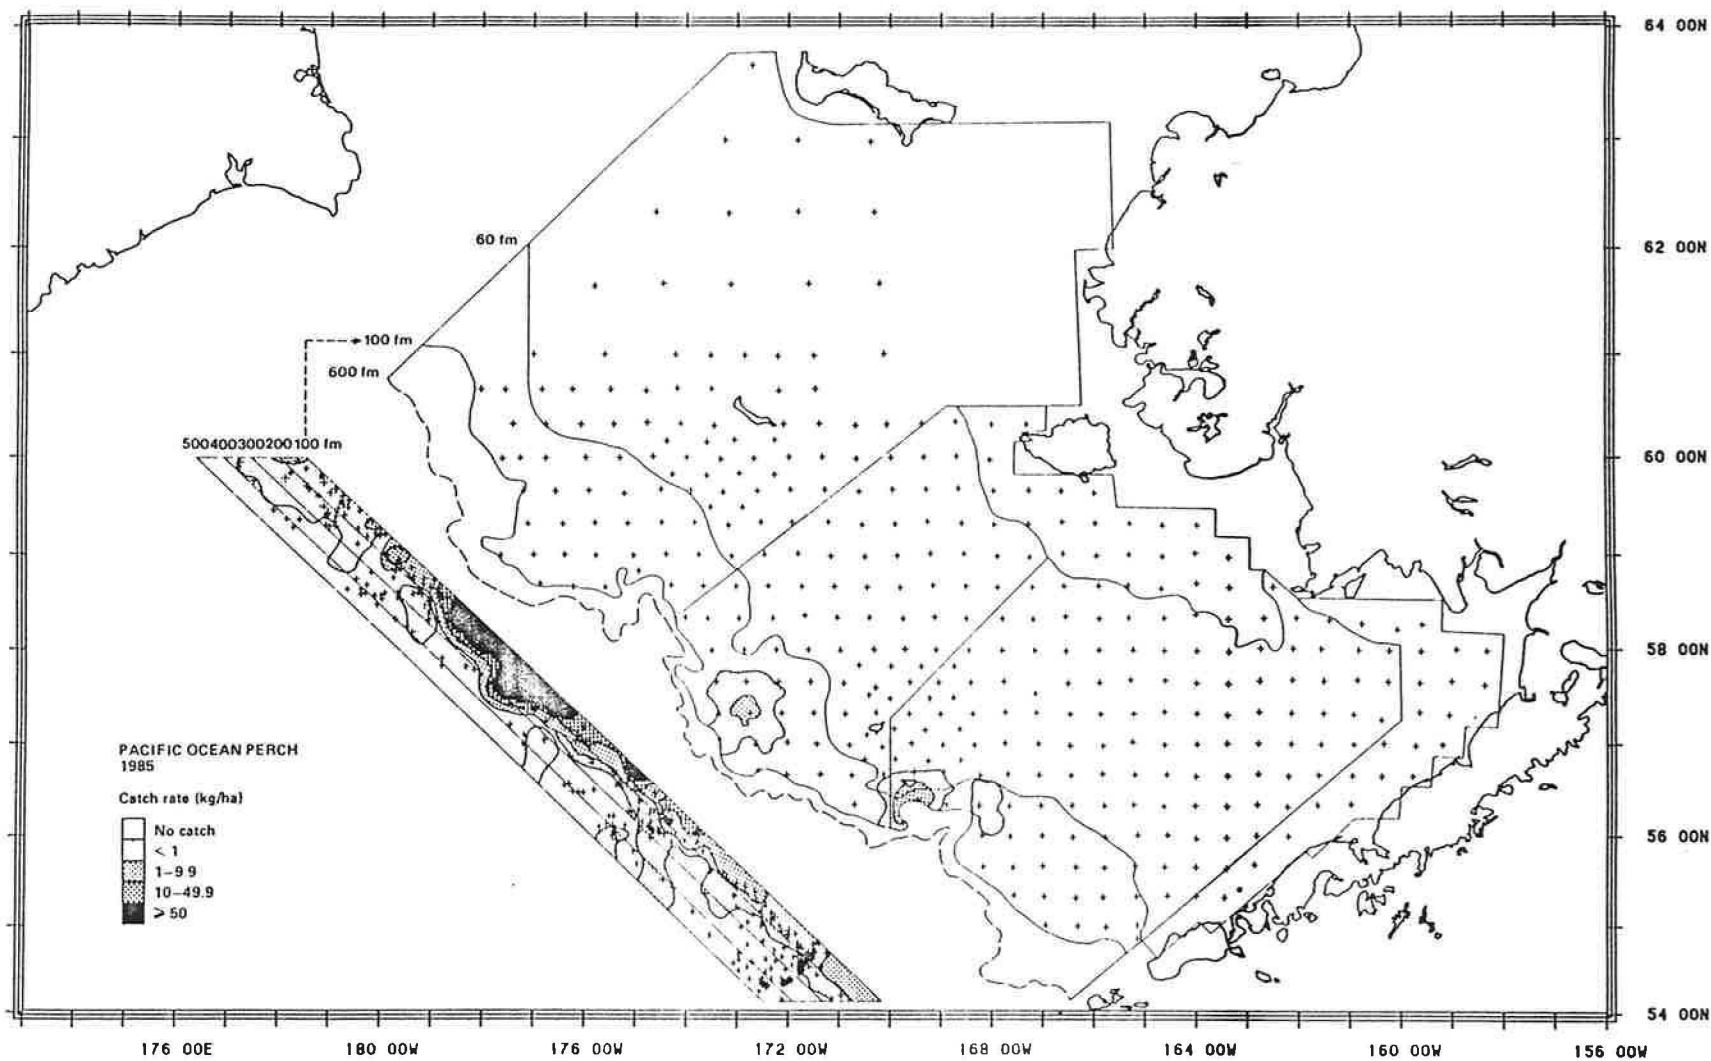 64 00N
60 fm
62 00N
100 fm
600 fm
500400300200100 fm
60 00N
58 00N
PACIFIC OCEAN PERCH
1985
Catch rate (kg/ha)
No catch
< 1
1–9 9
10–49.9
≥ 50
56 00N
54 00N
176 00E 180 00W 176 00W 172 00W 168 00W 164 00W 160 00W 156 00W